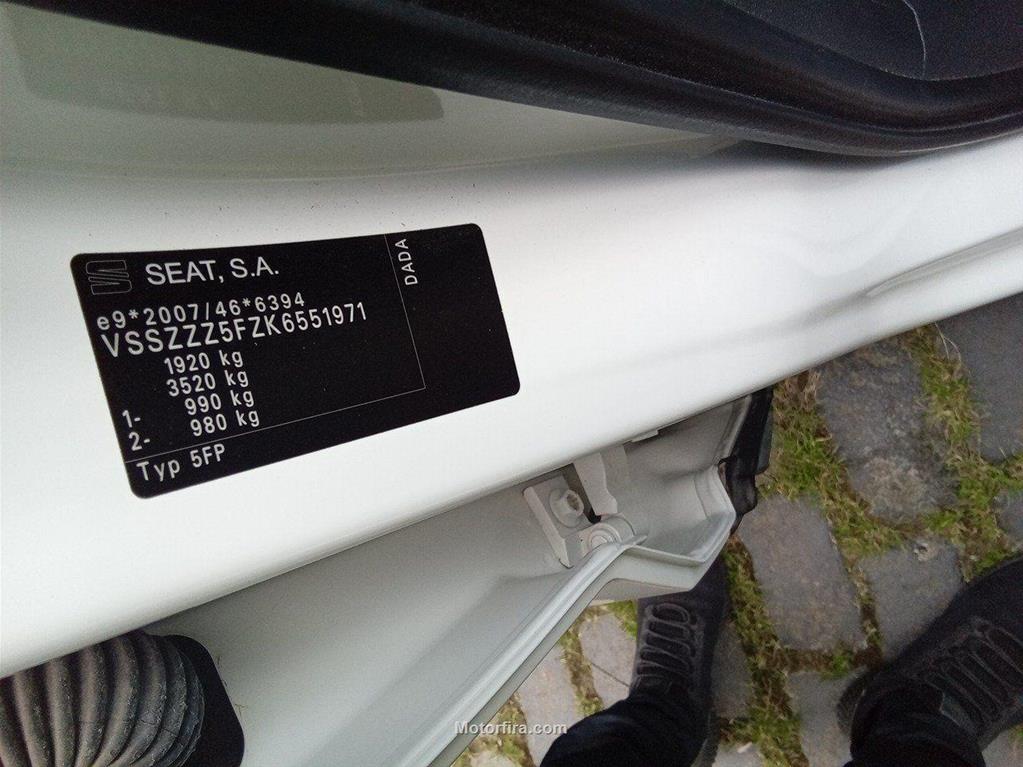 SEAT, S.A.
DADA
e9*2007/46*6394
VSSZZZ5FZK6551971
1920 kg
3520 kg
1- 990 kg
2- 980 kg
Typ 5FP
Motorfira.com